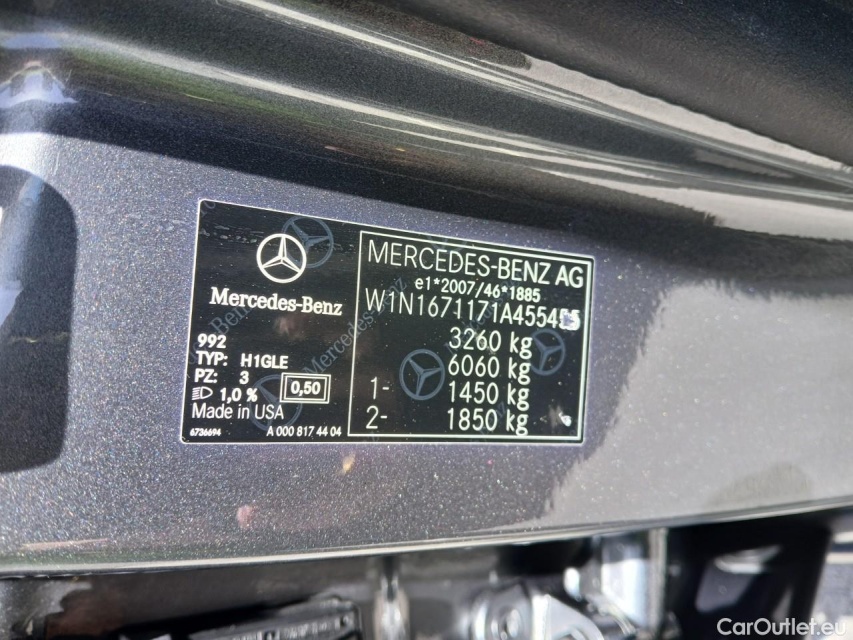 Mercedes-Benz
992
TYP: H1GLE
PZ: 3
1,0 %
0,50
Made in USA
6736694
A 000 817 44 04
MERCEDES-BENZ AG
e1*2007/46*1885
3260 kg
6060 kg
1- 1450 kg
2- 1850 kg
Mercedes-Benz
CarOutlet.eu